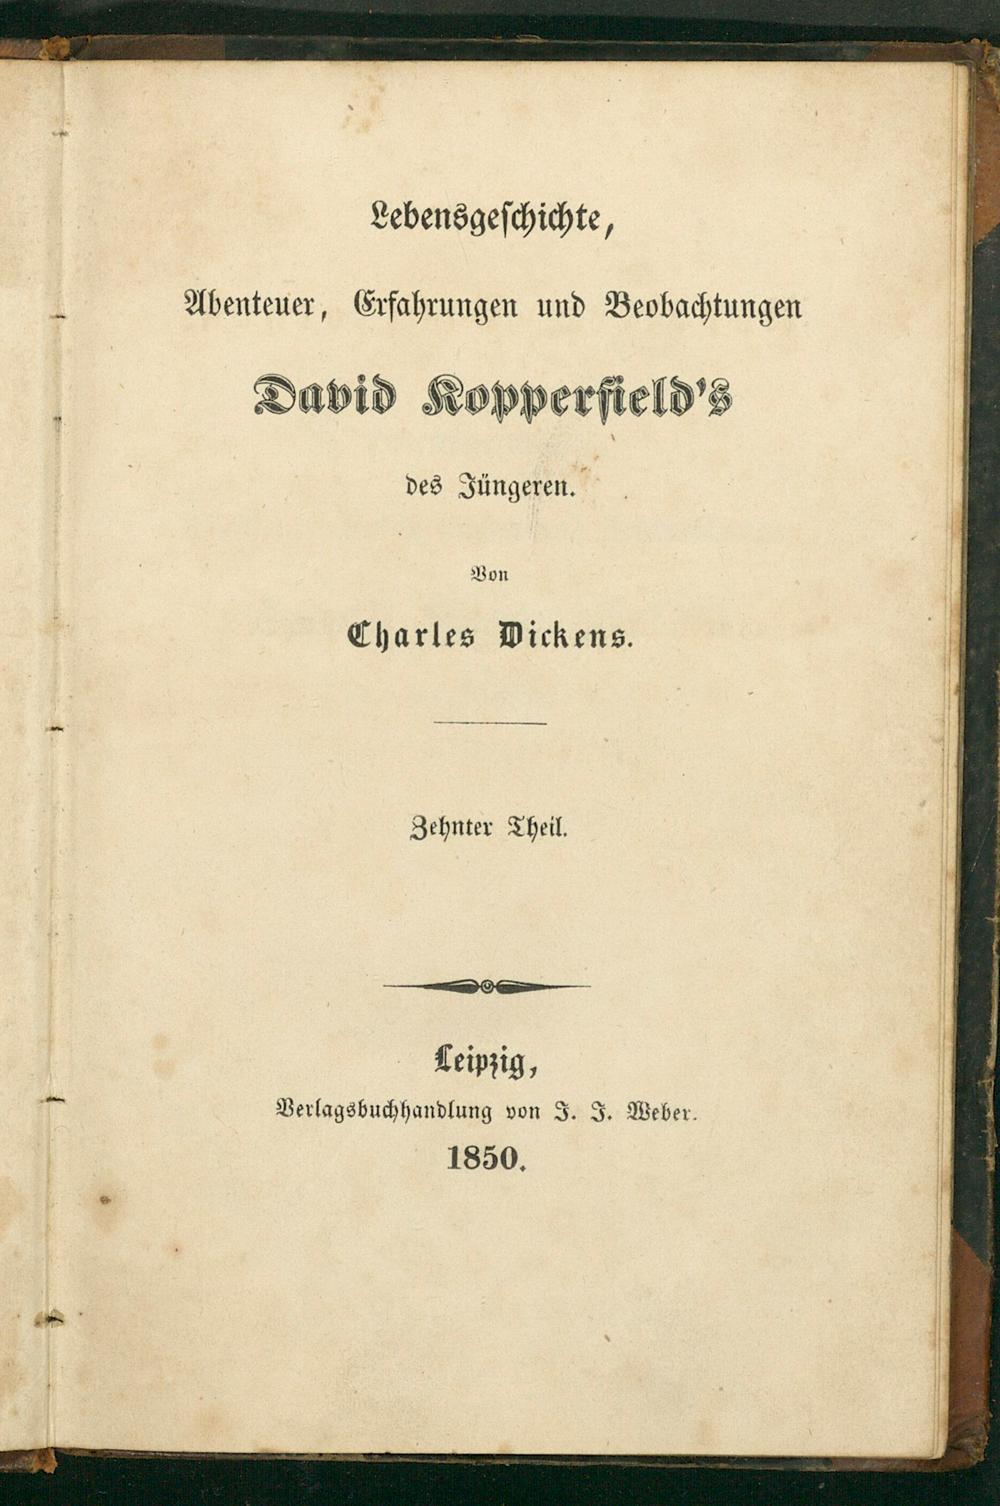 Lebensgeschichte,
Abenteuer, Erfahrungen und Beobachtungen
David Kopperfield's
des Jüngeren.
Von
Charles Dickens.
Zehnter Theil.
Leipzig,
Verlagsbuchhandlung von J. J. Weber.
1850.